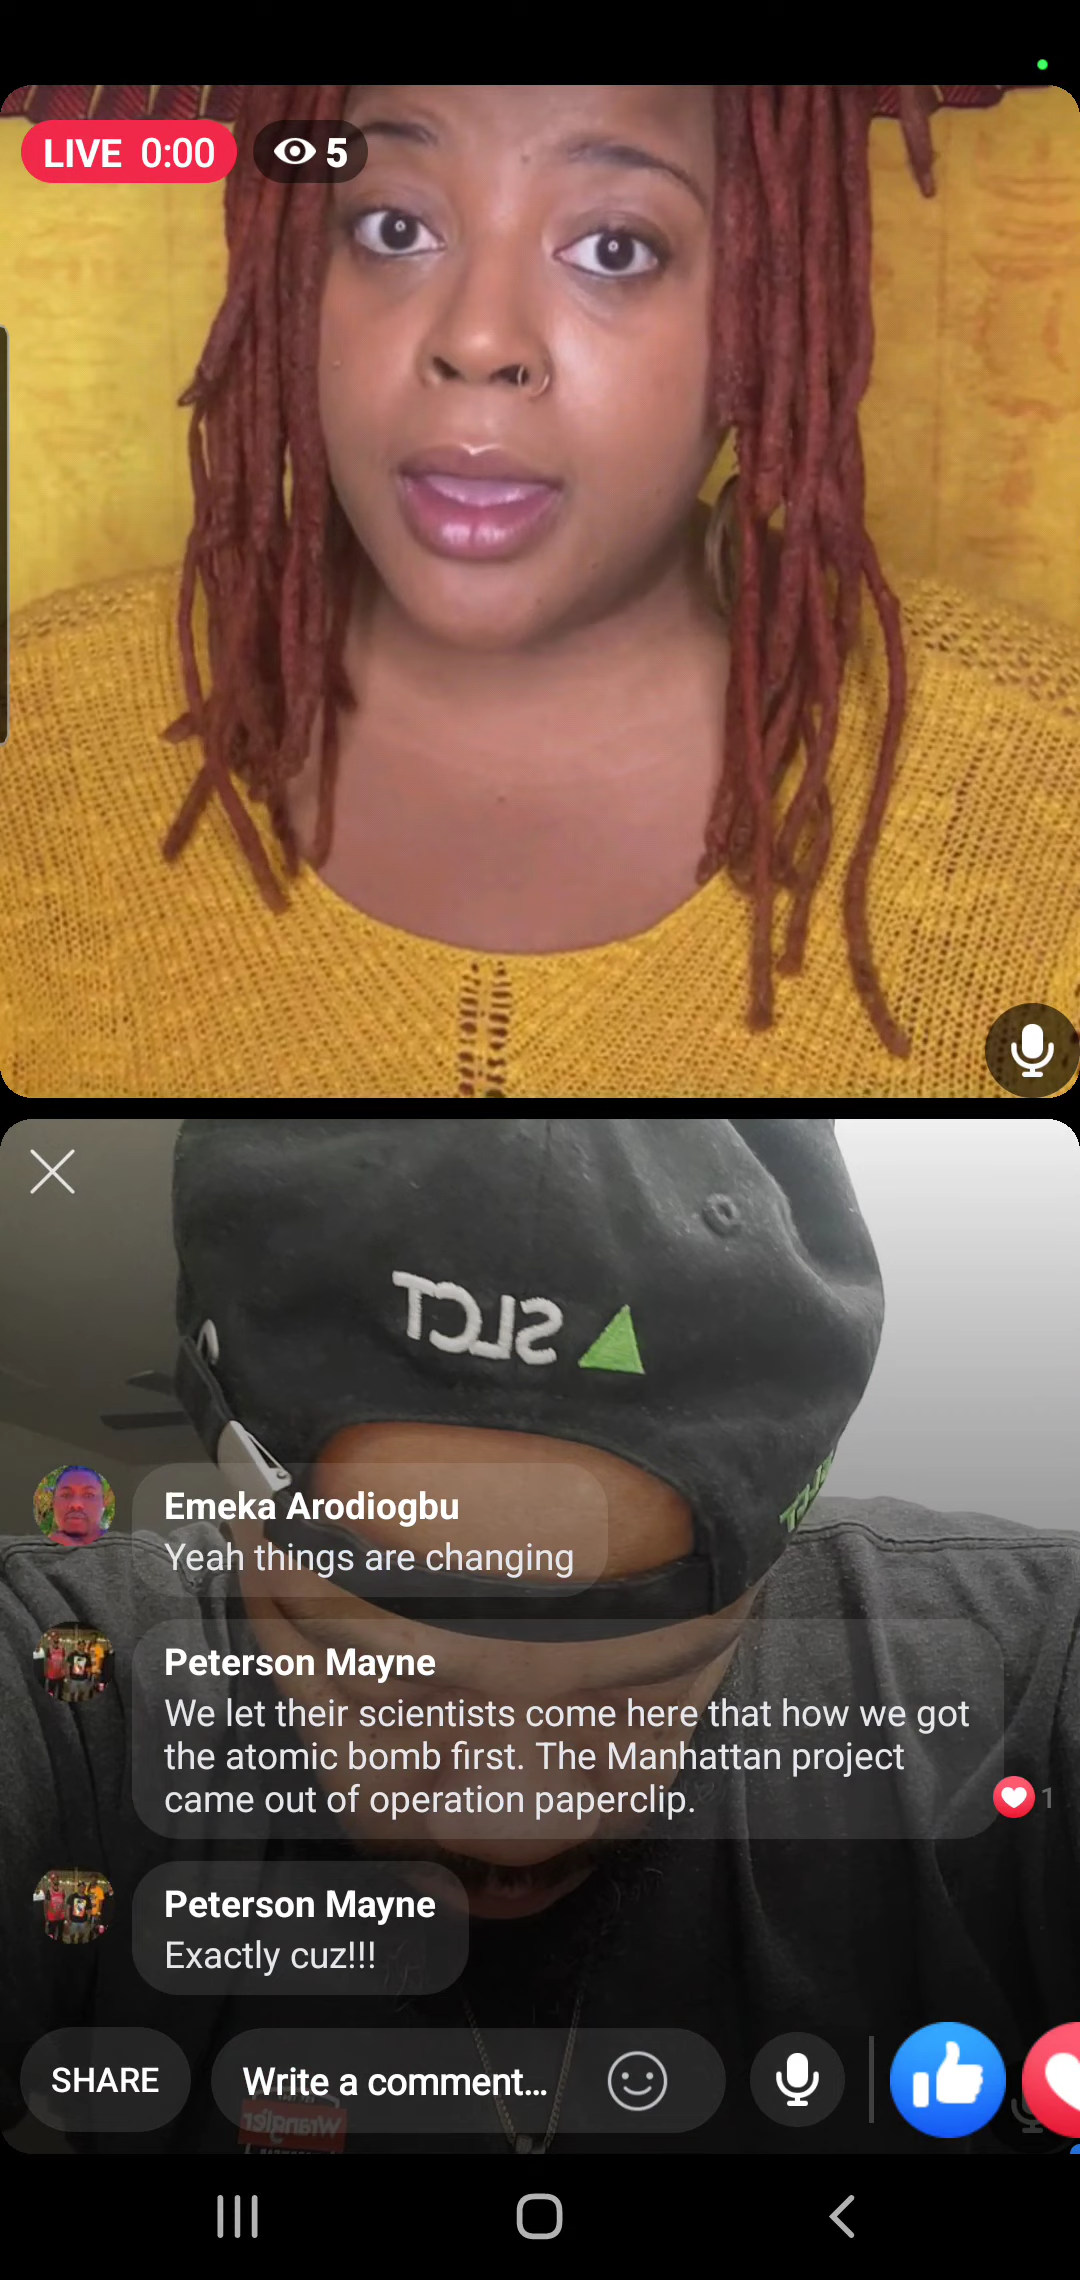 LIVE 0:00 5
SLCT
Emeka Arodiogbu
Yeah things are changing
Peterson Mayne
We let their scientists come here that how we got
the atomic bomb first. The Manhattan project
came out of operation paperclip.
1
Peterson Mayne
Exactly cuz!!!
SHARE
Write a comment...
Wrangler